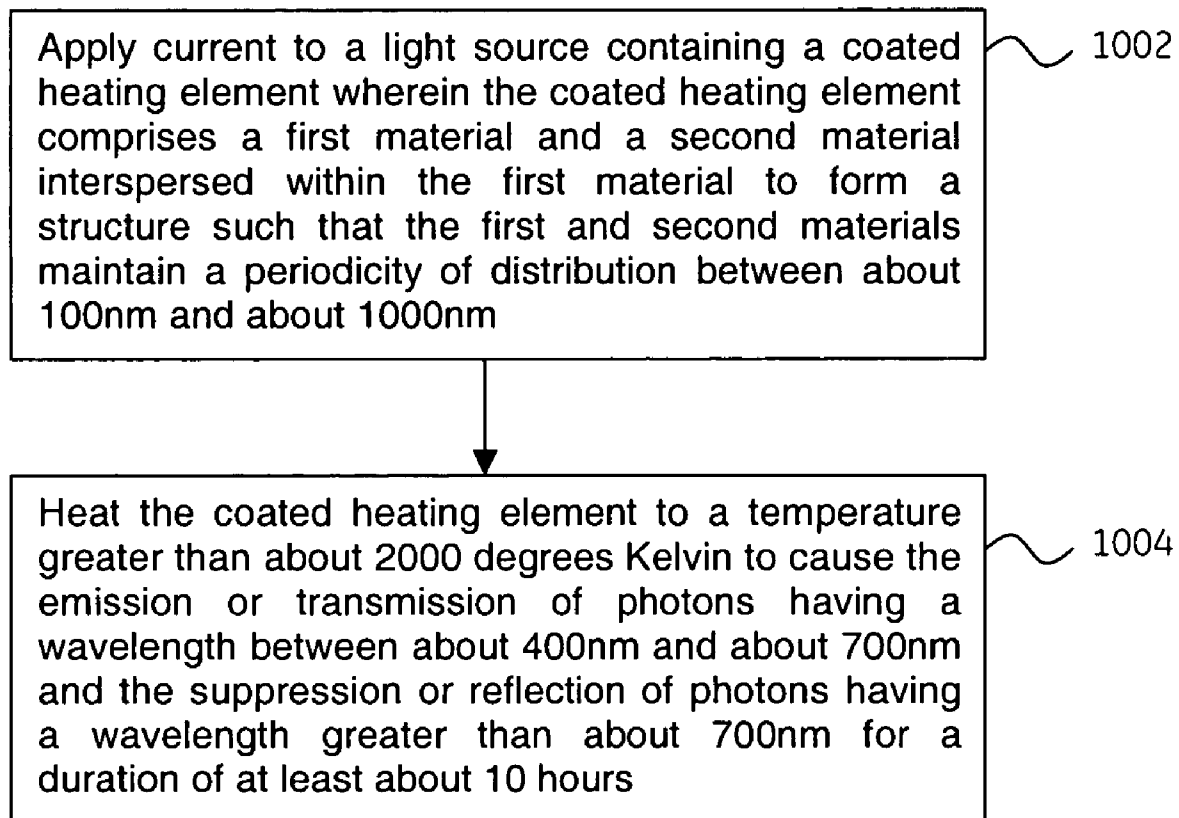 Apply current to a light source containing a coated
heating element wherein the coated heating element
comprises a first material and a second material
interspersed within the first material to form a
structure such that the first and second materials
maintain a periodicity of distribution between about
100nm and about 1000nm
1002
Heat the coated heating element to a temperature
greater than about 2000 degrees Kelvin to cause the
emission or transmission of photons having a
wavelength between about 400nm and about 700nm
and the suppression or reflection of photons having
a wavelength greater than about 700nm for a
duration of at least about 10 hours
1004